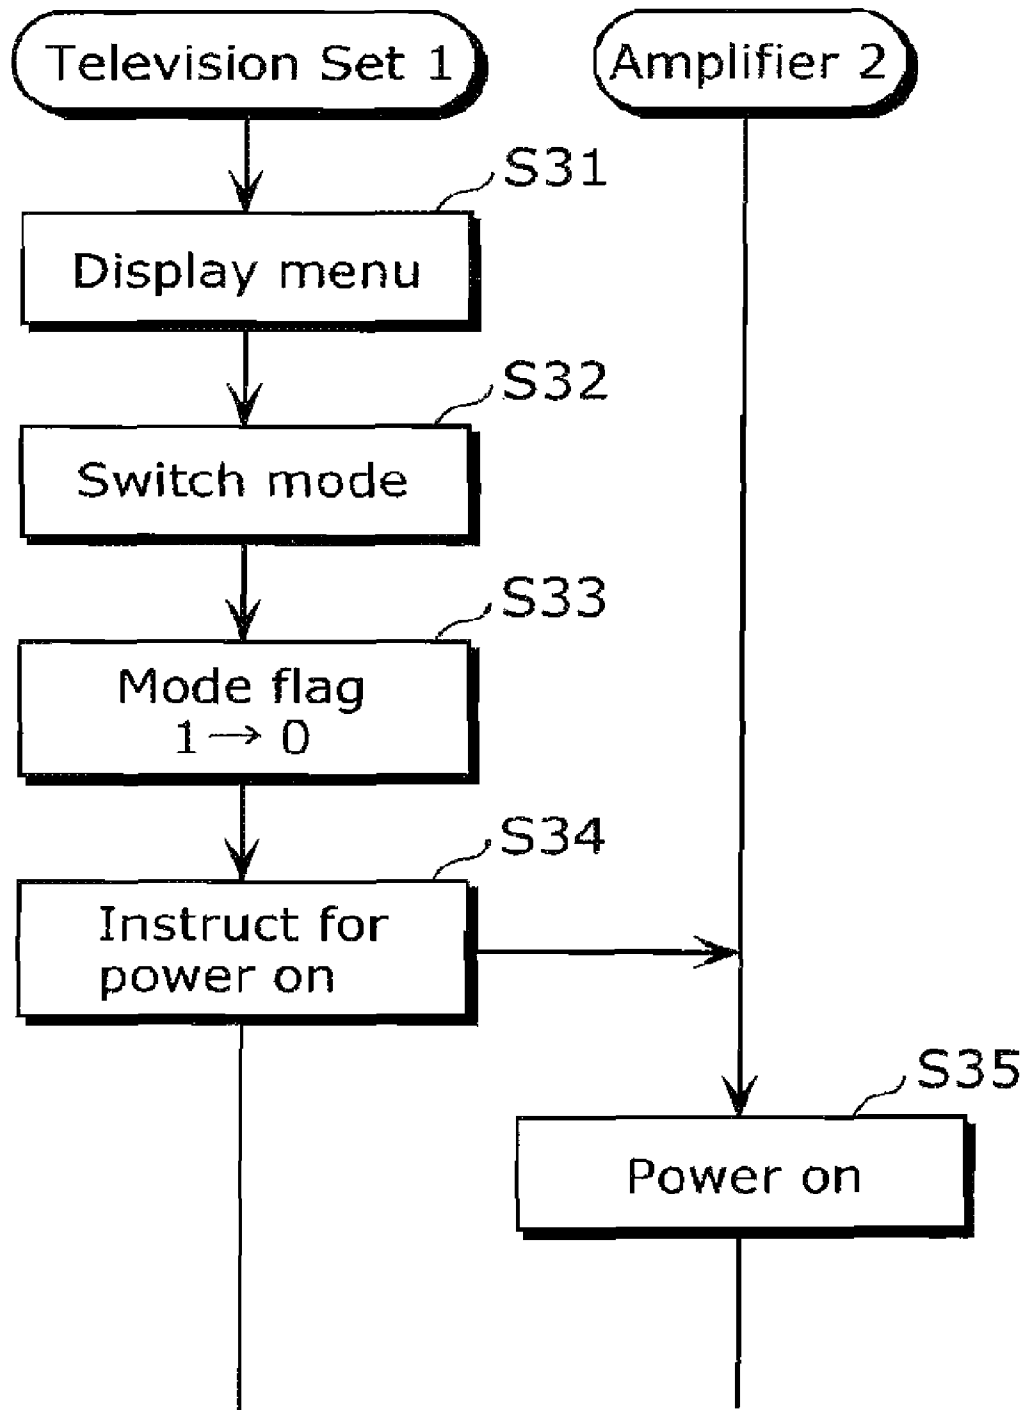 Television Set 1
Amplifier 2
S31
Display menu
S32
Switch mode
S33
Mode flag
1 → 0
S34
Instruct for
power on
S35
Power on